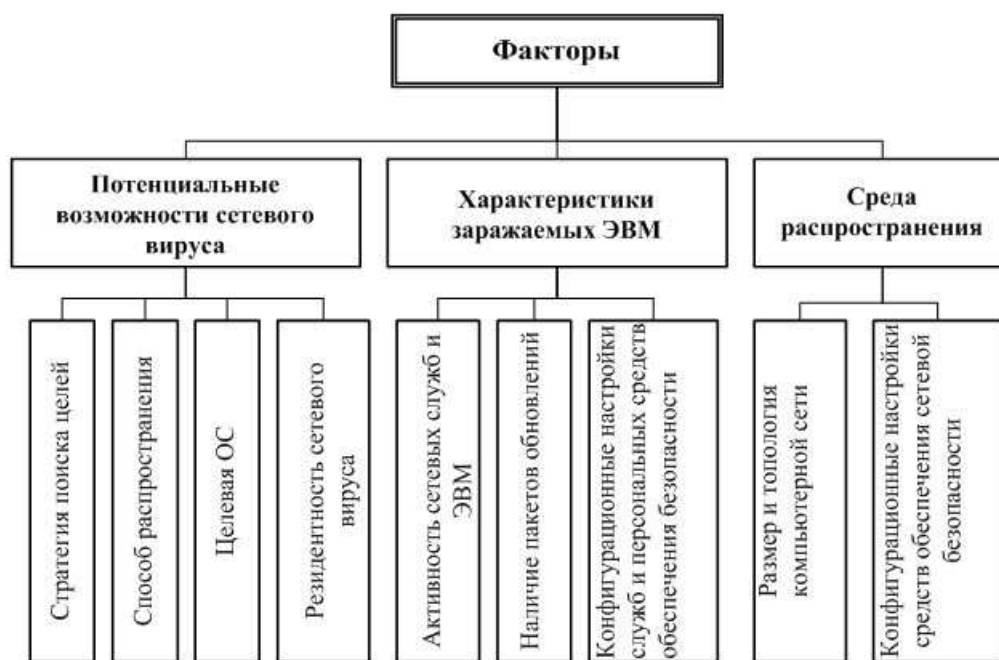 Факторы
Потенциальные
возможности сетевого
вируса
Характеристики
заражаемых ЭВМ
Среда
распространения
Стратегия поиска целей
Способ распространения
Целевая ОС
Резидентность сетевого
вируса
Активность сетевых служб и
ЭВМ
Наличие пакетов обновлений
Конфигурационные настройки
служб и персональных средств
обеспечения безопасности
Размер и топология
компьютерной сети
Конфигурационные настройки
средств обеспечения сетевой
безопасности